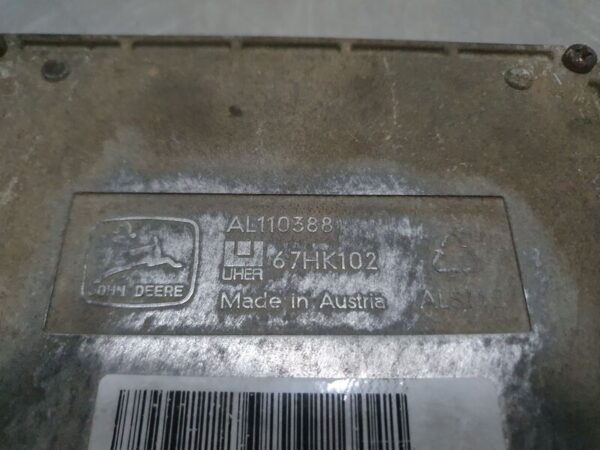 JOHN DEERE
AL110388
UHER
67HK102
Made in Austria